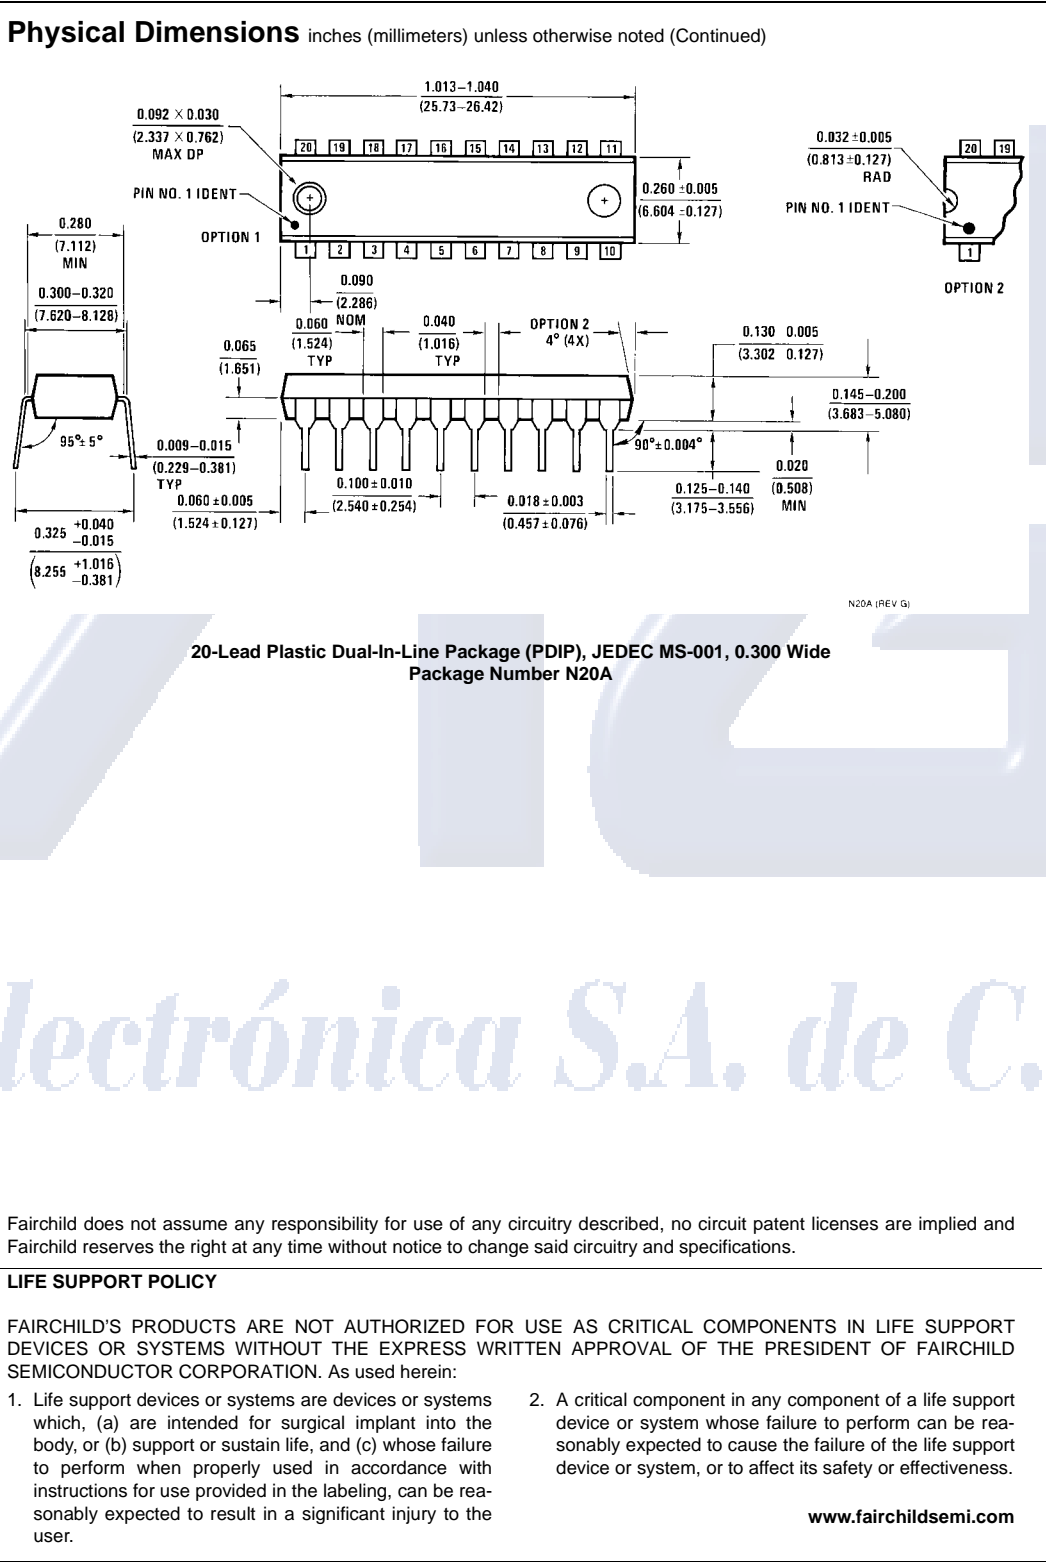 Physical Dimensions inches (millimeters) unless otherwise noted (Continued)
1.013–1.040
(25.73–26.42)
0.092 × 0.030
(2.337 × 0.762)
MAX DP
20 19 18 17 16 15 14 13 12 11
0.032 ±0.005
(0.813 ±0.127)
RAD
20 19
PIN NO. 1 IDENT
0.260 ±0.005
(6.604 ±0.127)
PIN NO. 1 IDENT
0.280
(7.112)
MIN
OPTION 1
1 2 3 4 5 6 7 8 9 10
1
OPTION 2
0.090
(2.286)
NOM
0.300–0.320
(7.620–8.128)
0.060
(1.524)
TYP
0.040
(1.016)
TYP
OPTION 2
4° (4X)
0.130 0.005
(3.302 0.127)
0.065
(1.651)
0.145–0.200
(3.683–5.080)
95°± 5°
0.009–0.015
(0.229–0.381)
TYP
90°±0.004°
0.020
(0.508)
MIN
0.100 ±0.010
(2.540 ±0.254)
0.125–0.140
(3.175–3.556)
0.060 ±0.005
(1.524 ±0.127)
0.018 ±0.003
(0.457 ±0.076)
0.325 +0.040
–0.015
(8.255 +1.016
–0.381)
N20A (REV G)
20-Lead Plastic Dual-In-Line Package (PDIP), JEDEC MS-001, 0.300 Wide
Package Number N20A
lectrónica S.A. de C.
Fairchild does not assume any responsibility for use of any circuitry described, no circuit patent licenses are implied and
Fairchild reserves the right at any time without notice to change said circuitry and specifications.
LIFE SUPPORT POLICY
FAIRCHILD'S PRODUCTS ARE NOT AUTHORIZED FOR USE AS CRITICAL COMPONENTS IN LIFE SUPPORT
DEVICES OR SYSTEMS WITHOUT THE EXPRESS WRITTEN APPROVAL OF THE PRESIDENT OF FAIRCHILD
SEMICONDUCTOR CORPORATION. As used herein:
1. Life support devices or systems are devices or systems
which, (a) are intended for surgical implant into the
body, or (b) support or sustain life, and (c) whose failure
to perform when properly used in accordance with
instructions for use provided in the labeling, can be rea-
sonably expected to result in a significant injury to the
user.
2. A critical component in any component of a life support
device or system whose failure to perform can be rea-
sonably expected to cause the failure of the life support
device or system, or to affect its safety or effectiveness.
www.fairchildsemi.com